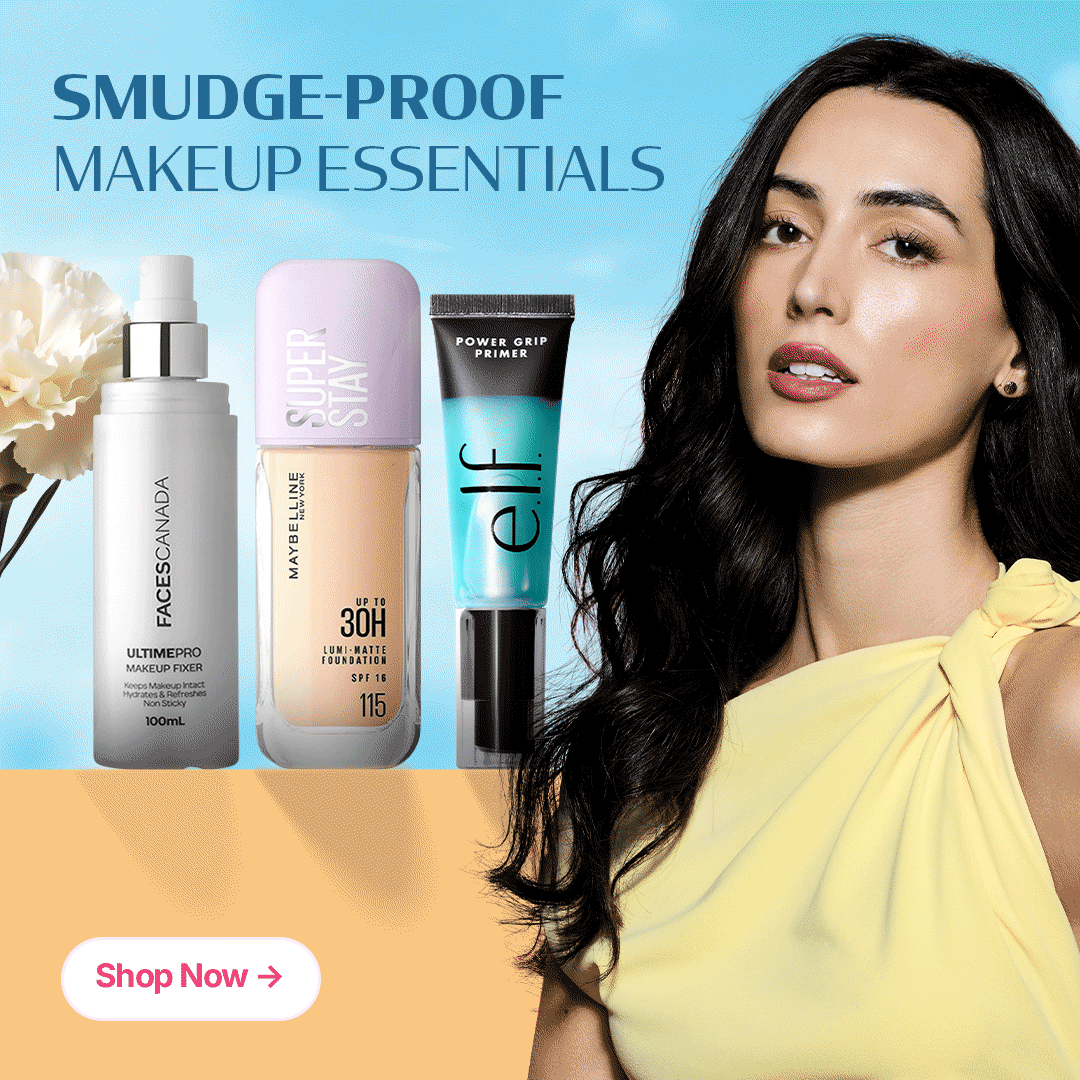 SMUDGE-PROOF
MAKEUP ESSENTIALS
FACESCANADA
ULTIMEPRO
MAKEUP FIXER
Keeps Makeup Intact
Hydrates & Refreshes
Non Sticky
100mL
SUPER
STAY
MAYBELLINE
NEW YORK
UP TO
30H
LUMI-MATTE
FOUNDATION
SPF 16
115
POWER GRIP
PRIMER
e.l.f.
Shop Now →